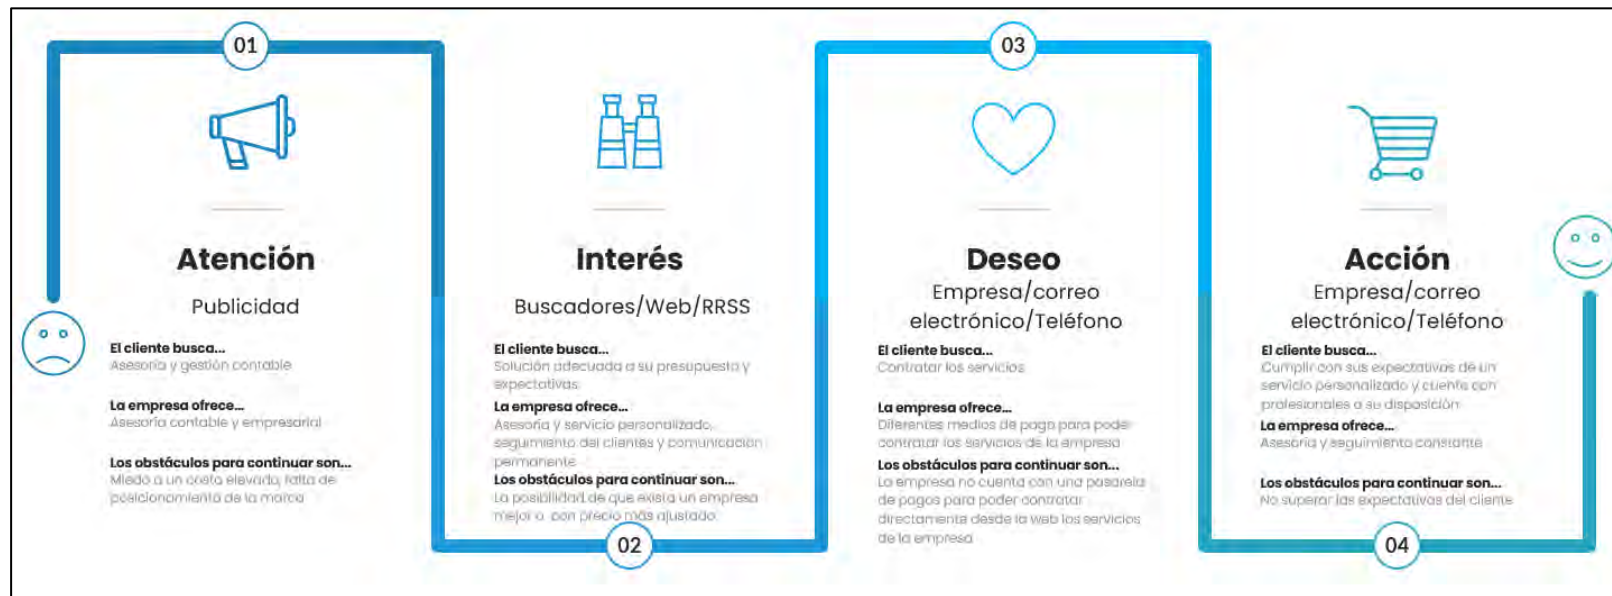 01
Atención
Publicidad
El cliente busca...
Asesoría y gestión contable
La empresa ofrece...
Asesoría contable y empresarial
Los obstáculos para continuar son...
Miedo a un costo elevado, falta de
posicionamiento de la marca
Interés
Buscadores/Web/RRSS
El cliente busca...
Solución adecuada a su presupuesto y
expectativas.
La empresa ofrece...
Asesoría y servicio personalizado,
seguimiento del clientes y comunicación
permanente
Los obstáculos para continuar son...
La posibilidad de que exista un empresa
mejor o con precio más ajustado.
02
03
Deseo
Empresa/correo
electrónico/Teléfono
El cliente busca...
Contratar los servicios
La empresa ofrece...
Diferentes medios de pago para poder
contratar los servicios de la empresa
Los obstáculos para continuar son...
La empresa no cuenta con una pasarela
de pagos para poder contratar
directamente desde la web los servicios
de la empresa
Acción
Empresa/correo
electrónico/Teléfono
El cliente busca...
Cumplir con sus expectativas de un
servicio personalizado y cuente con
profesionales a su disposición
La empresa ofrece...
Asesoría y seguimiento constante
Los obstáculos para continuar son...
No superar las expectativas del cliente
04